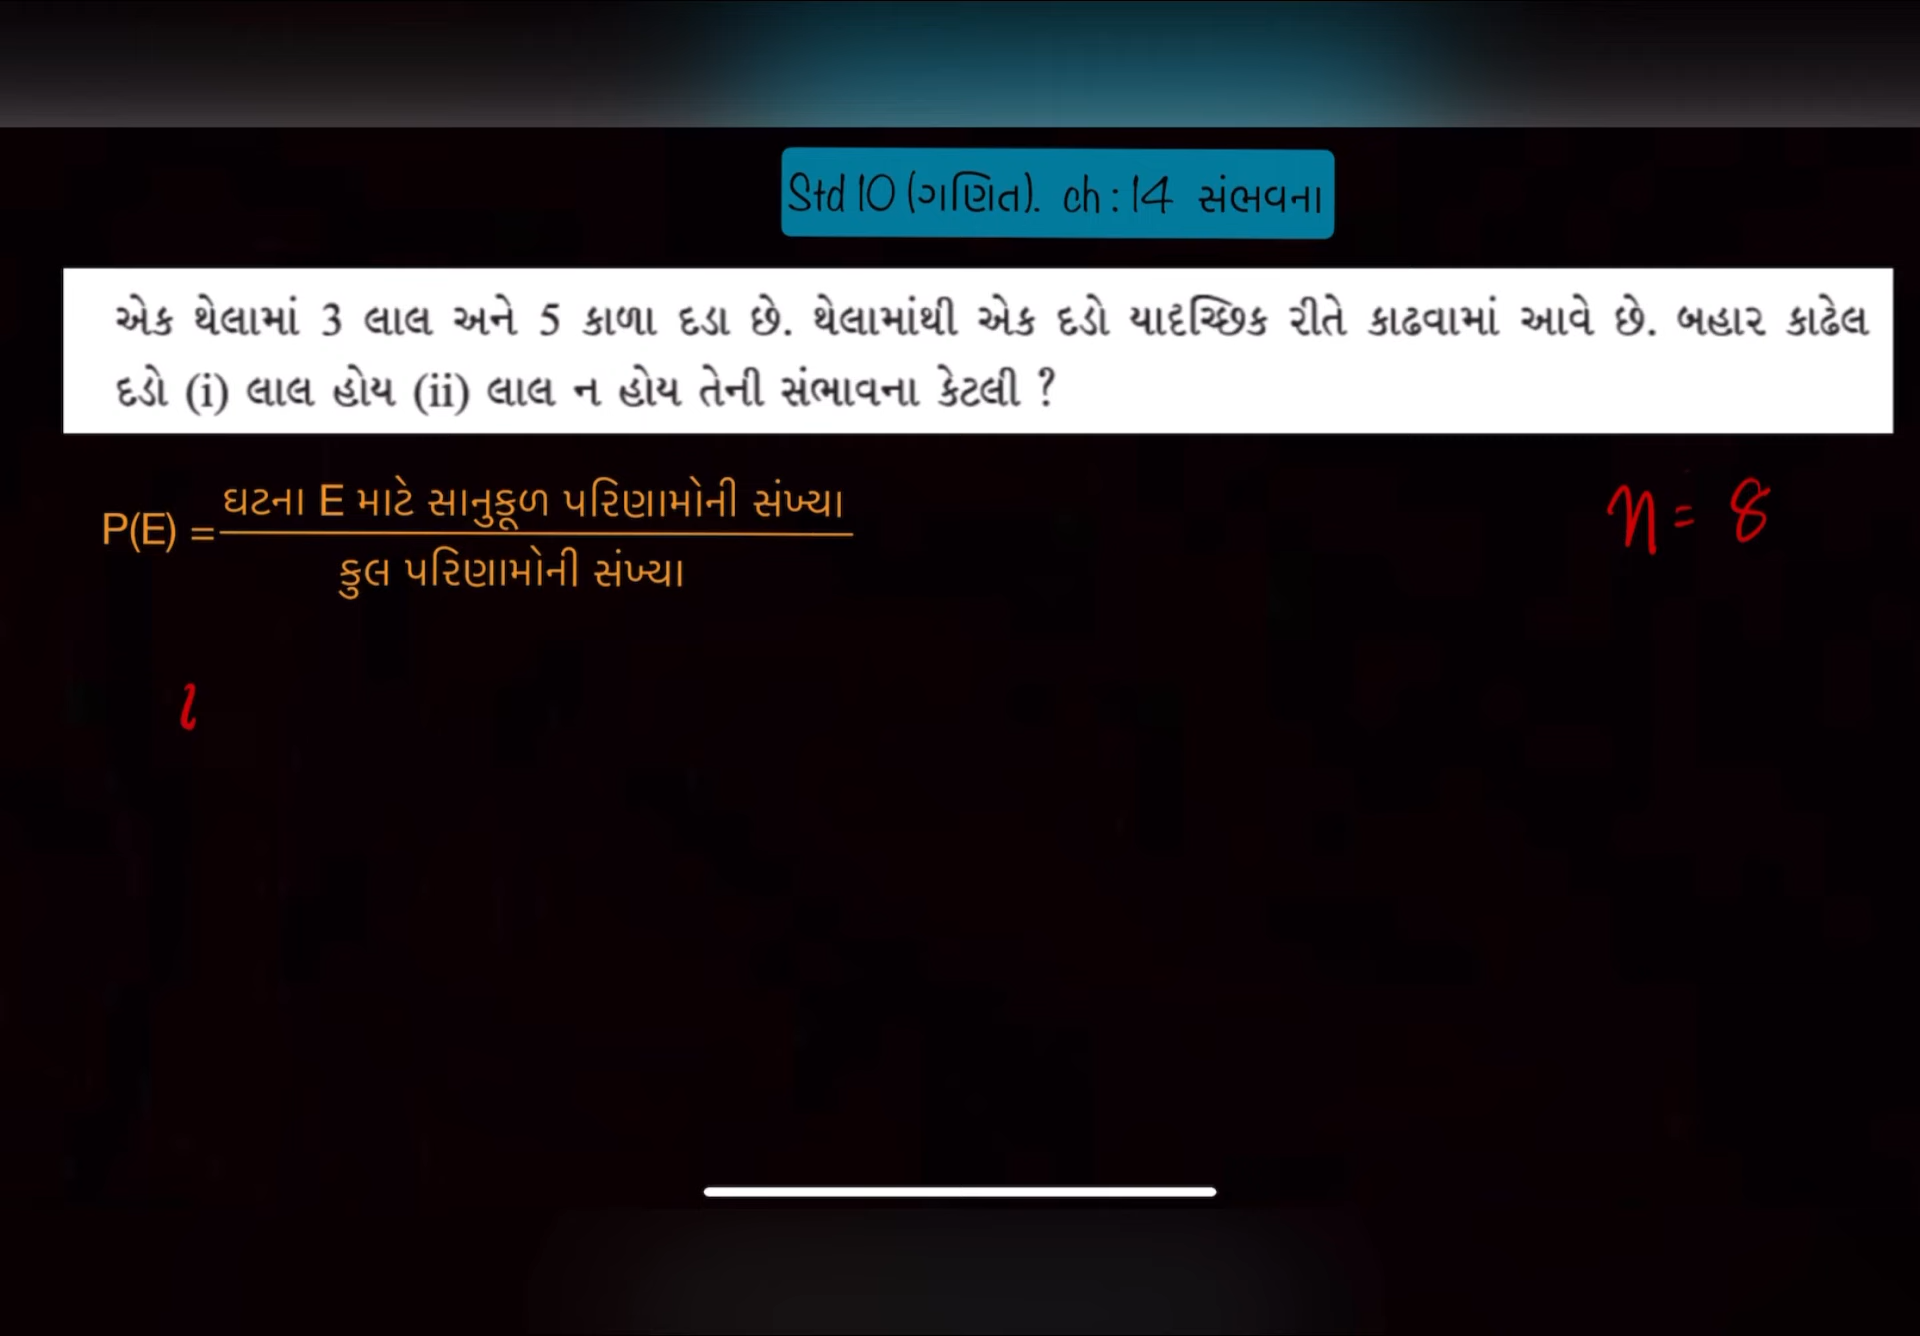 Std 10 (ગણિત). ch : 14 સંભવના
એક થેલામાં 3 લાલ અને 5 કાળા દડા છે. થેલામાંથી એક દડો યાદૃચ્છિક રીતે કાઢવામાં આવે છે. બહાર કાઢેલ
દડો (i) લાલ હોય (ii) લાલ ન હોય તેની સંભાવના કેટલી ?
P(E) = ઘટના E માટે સાનુકૂળ પરિણામોની સંખ્યા
કુલ પરિણામોની સંખ્યા
n = 8